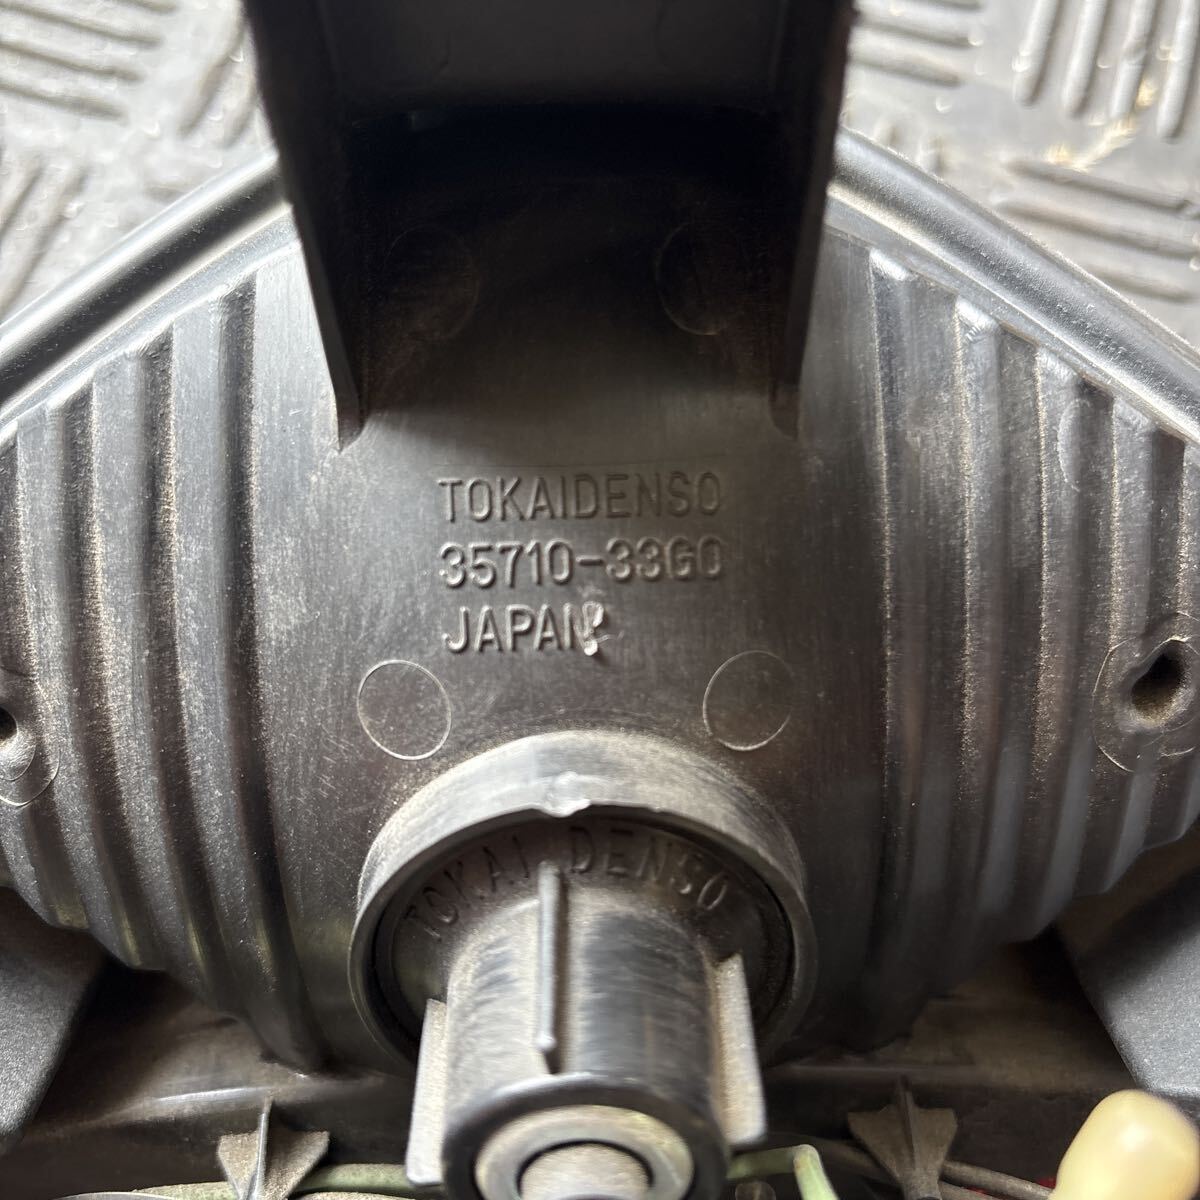 TOKAIDENSO
35710-33G0
JAPAN
TOKAI DENSO